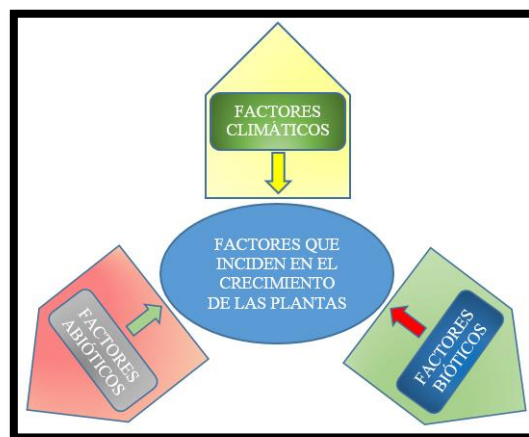 FACTORES
CLIMÁTICOS
FACTORES QUE
INCIDEN EN EL
CRECIMIENTO
DE LAS PLANTAS
FACTORES
ABIÓTICOS
FACTORES
BIÓTICOS